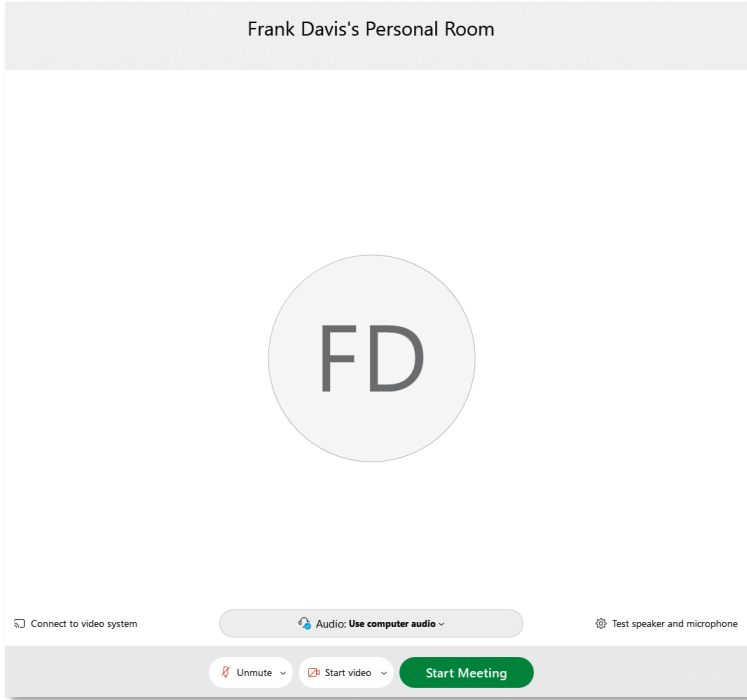 Frank Davis's Personal Room
FD
Connect to video system
Audio: Use computer audio
Test speaker and microphone
Unmute
Start video
Start Meeting